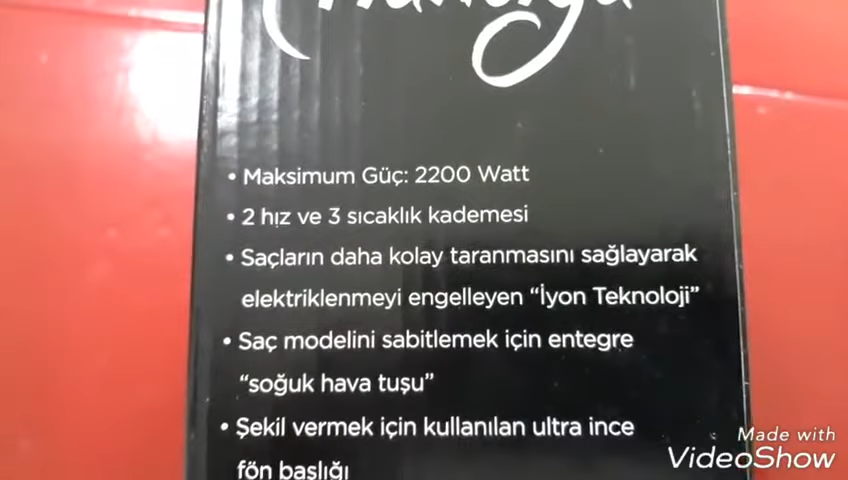 • Maksimum Güç: 2200 Watt
• 2 hız ve 3 sıcaklık kademesi
• Saçların daha kolay taranmasını sağlayarak
elektriklenmeyi engelleyen “İyon Teknoloji”
• Saç modelini sabitlemek için entegre
“soğuk hava tuşu”
• Şekil vermek için kullanılan ultra ince
fön başlığı
Made with
VideoShow